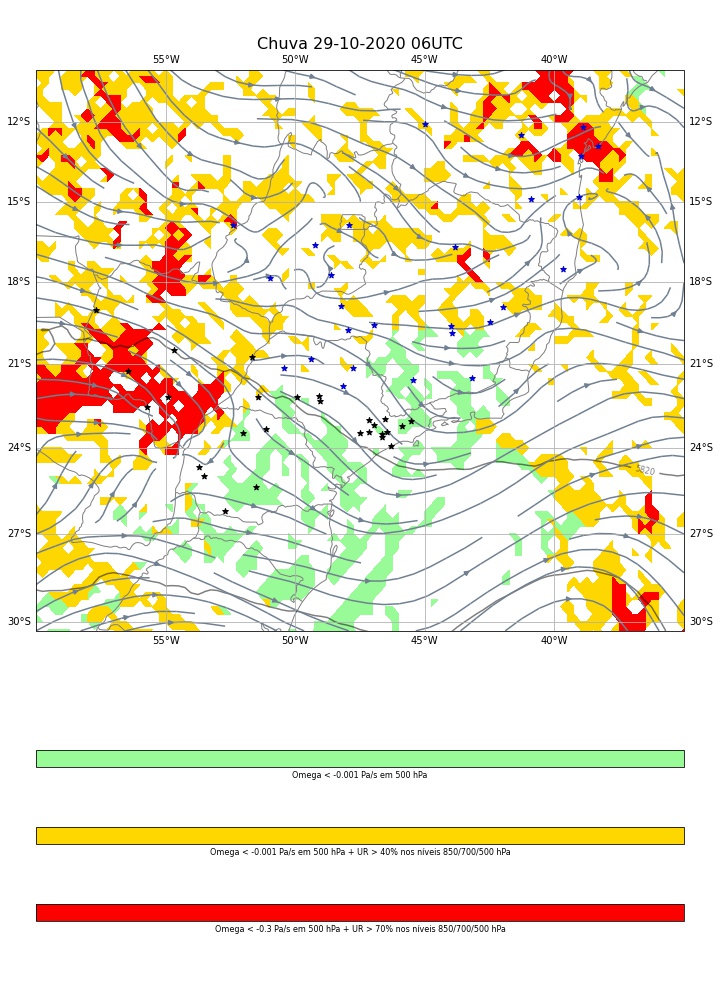 Chuva 29-10-2020 06UTC
55°W 50°W 45°W 40°W
12°S 12°S
15°S 15°S
18°S 18°S
21°S 21°S
24°S 24°S
5820
27°S 27°S
30°S 30°S
55°W 50°W 45°W 40°W
Omega < -0.001 Pa/s em 500 hPa
Omega < -0.001 Pa/s em 500 hPa + UR > 40% nos níveis 850/700/500 hPa
Omega < -0.3 Pa/s em 500 hPa + UR > 70% nos níveis 850/700/500 hPa